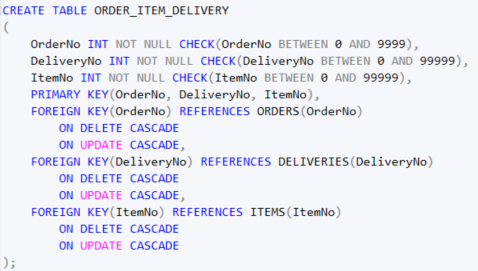 CREATE TABLE ORDER_ITEM_DELIVERY
(
    OrderNo INT NOT NULL CHECK(OrderNo BETWEEN 0 AND 9999),
    DeliveryNo INT NOT NULL CHECK(DeliveryNo BETWEEN 0 AND 99999),
    ItemNo INT NOT NULL CHECK(ItemNo BETWEEN 0 AND 99999),
    PRIMARY KEY(OrderNo, DeliveryNo, ItemNo),
    FOREIGN KEY(OrderNo) REFERENCES ORDERS(OrderNo)
        ON DELETE CASCADE
        ON UPDATE CASCADE,
    FOREIGN KEY(DeliveryNo) REFERENCES DELIVERIES(DeliveryNo)
        ON DELETE CASCADE
        ON UPDATE CASCADE,
    FOREIGN KEY(ItemNo) REFERENCES ITEMS(ItemNo)
        ON DELETE CASCADE
        ON UPDATE CASCADE
);